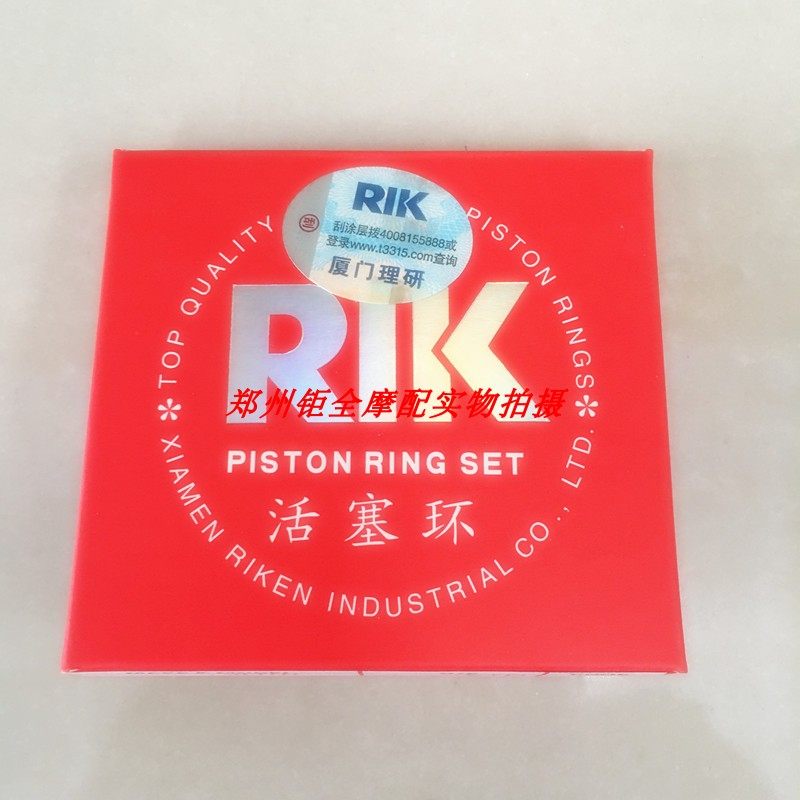 RIK
刮涂层拨4008155888或
登录www.t3315.com查询
厦门理研
TOP QUALITY PISTON RINGS
RIK
郑州钜全摩配实物拍摄
PISTON RING SET
活塞环
XIAMEN RIKEN INDUSTRIAL CO., LTD.